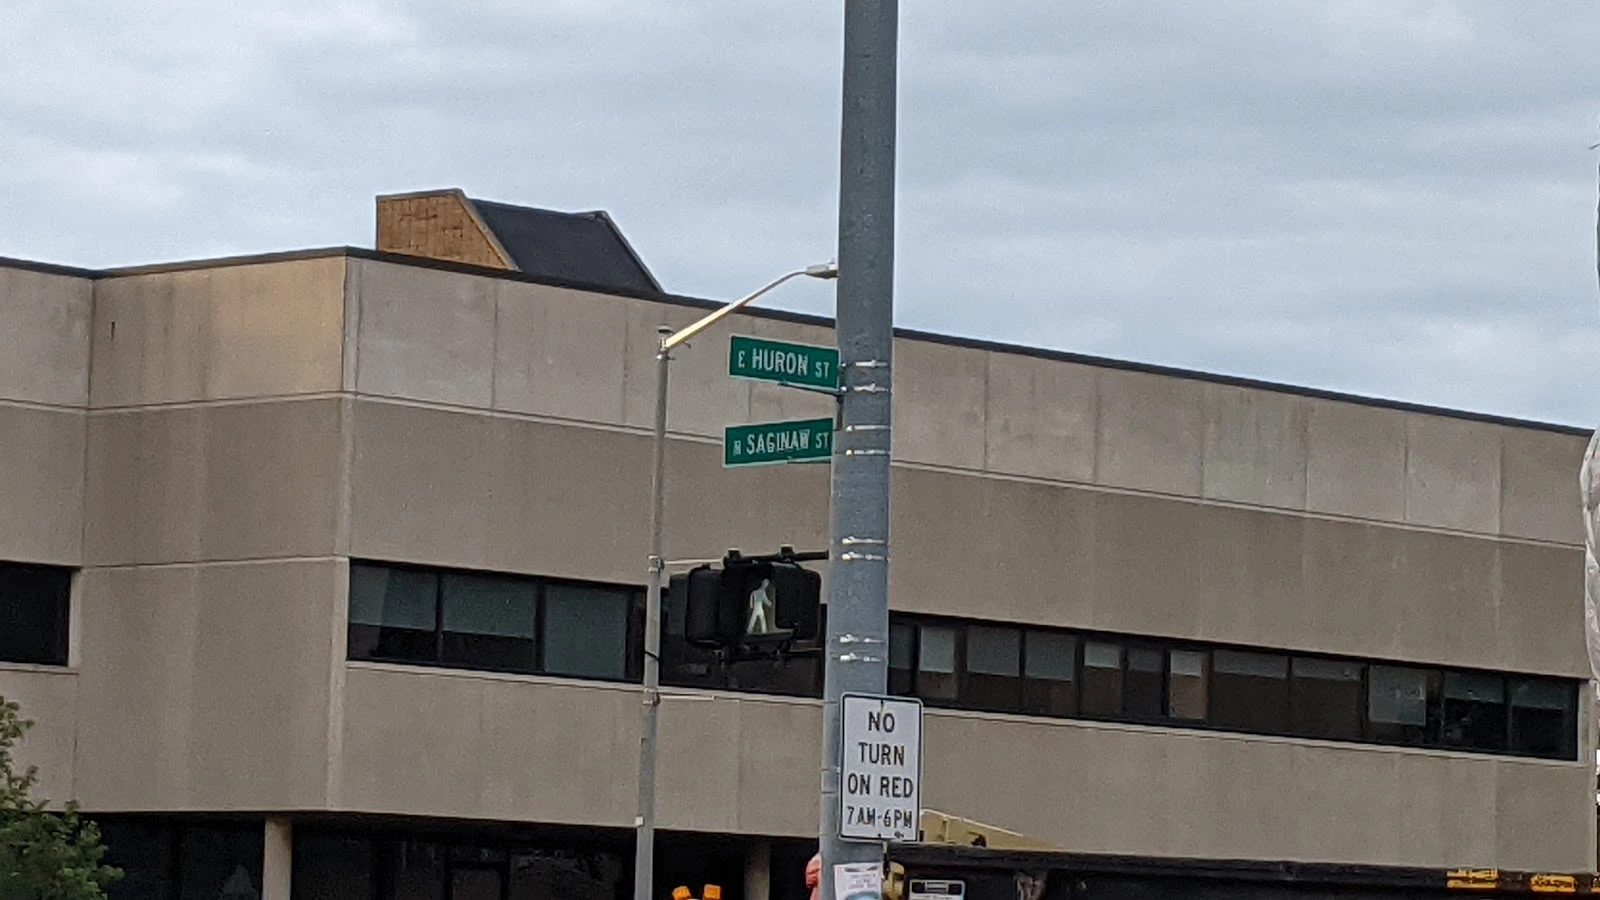 E HURON ST
N SAGINAW ST
NO
TURN
ON RED
7AM-6PM